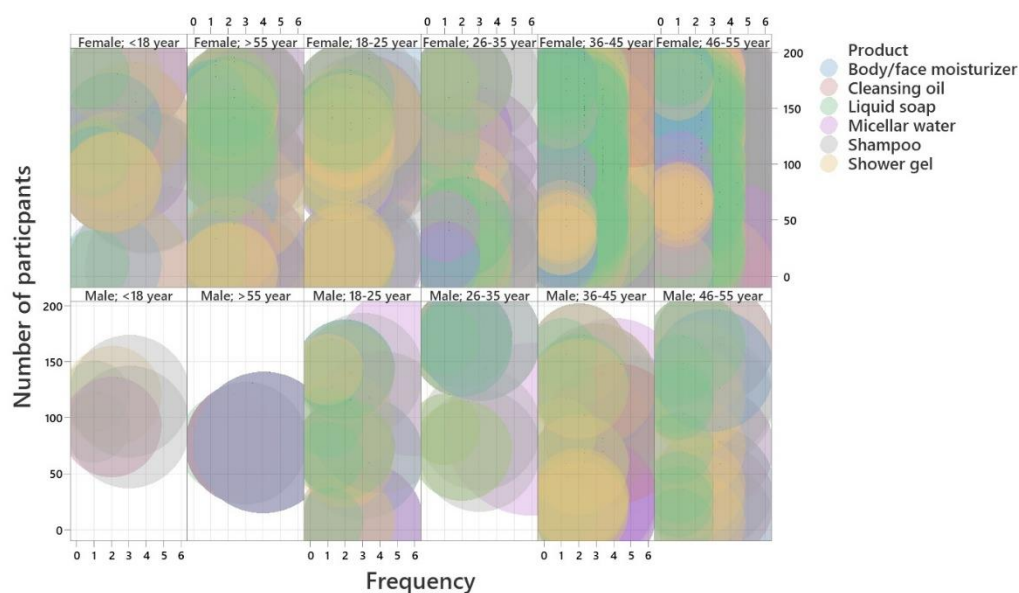 0 1 2 3 4 5 6 0 1 2 3 4 5 6 0 1 2 3 4 5 6
Female; <18 year Female; >55 year Female; 18-25 year Female; 26-35 year Female; 36-45 year Female; 46-55 year
200
150
100
50
0
Product
Body/face moisturizer
Cleansing oil
Liquid soap
Micellar water
Shampoo
Shower gel
Number of particpants
Male; <18 year Male; >55 year Male; 18-25 year Male; 26-35 year Male; 36-45 year Male; 46-55 year
200
150
100
50
0
0 1 2 3 4 5 6 0 1 2 3 4 5 6 0 1 2 3 4 5 6
Frequency